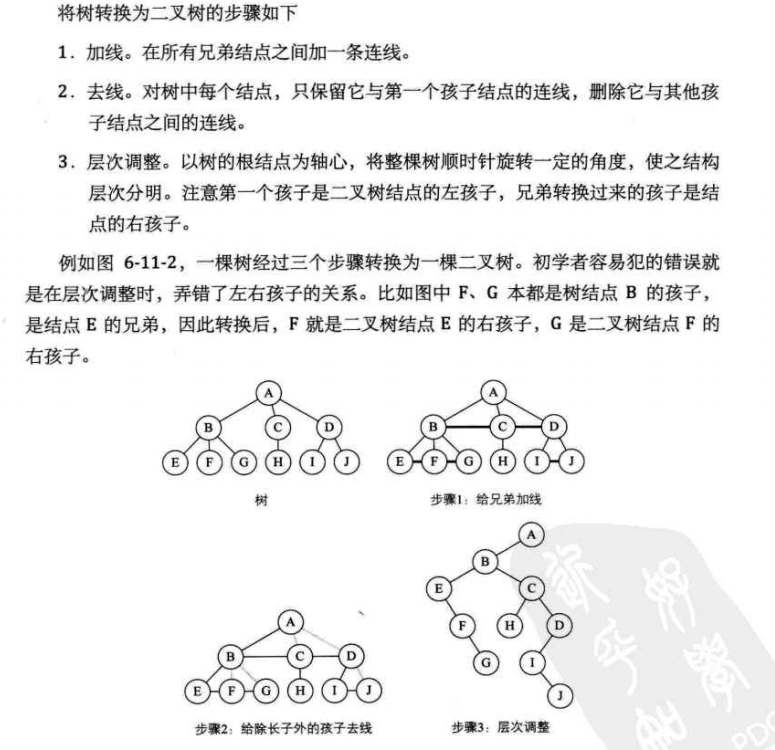 将树转换为二叉树的步骤如下
1．加线。在所有兄弟结点之间加一条连线。
2．去线。对树中每个结点，只保留它与第一个孩子结点的连线，删除它与其他孩
子结点之间的连线。
3．层次调整。以树的根结点为轴心，将整棵树顺时针旋转一定的角度，使之结构
层次分明。注意第一个孩子是二叉树结点的左孩子，兄弟转换过来的孩子是结
点的右孩子。
例如图 6-11-2，一棵树经过三个步骤转换为一棵二叉树。初学者容易犯的错误就
是在层次调整时，弄错了左右孩子的关系。比如图中 F、G 本都是树结点 B 的孩子，
是结点 E 的兄弟，因此转换后，F 就是二叉树结点 E 的右孩子，G 是二叉树结点 F 的
右孩子。
A
B C D
E F G H I J
树
A
B C D
E F G H I J
步骤1：给兄弟加线
A
B C D
E F G H I J
步骤2：给除长子外的孩子去线
A
B
E C
F H D
G I
J
步骤3：层次调整